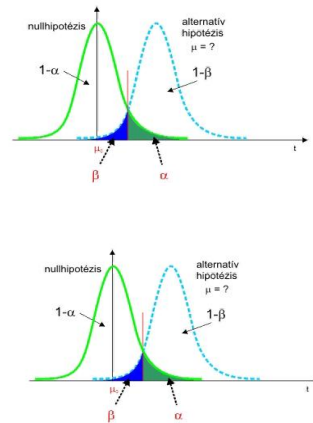 nullhipotézis
alternatív
hipotézis
μ = ?
1-α
1-β
μ₀
t
β
α
nullhipotézis
alternatív
hipotézis
μ = ?
1-α
1-β
μ₀
t
β
α